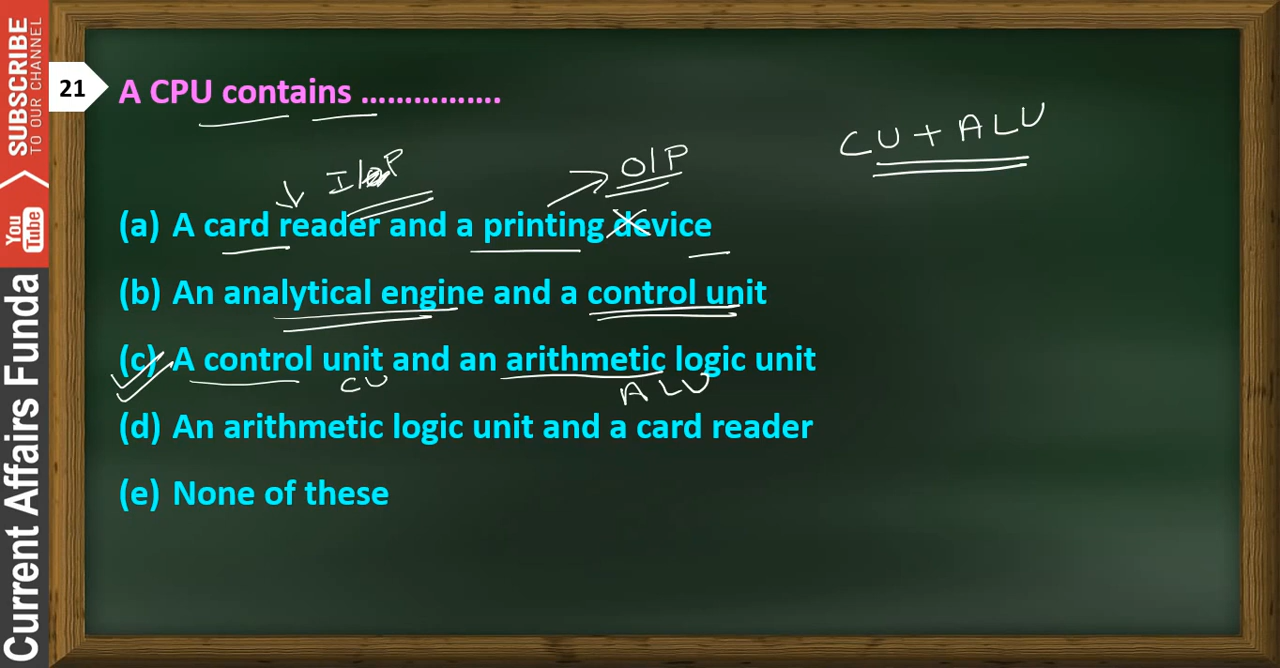 SUBSCRIBE
TO OUR CHANNEL
You Tube
Current Affairs Funda
21
A CPU contains ................
CU + ALU
I/P
O/P
(a) A card reader and a printing device
(b) An analytical engine and a control unit
(c) A control unit and an arithmetic logic unit
CU
ALU
(d) An arithmetic logic unit and a card reader
(e) None of these